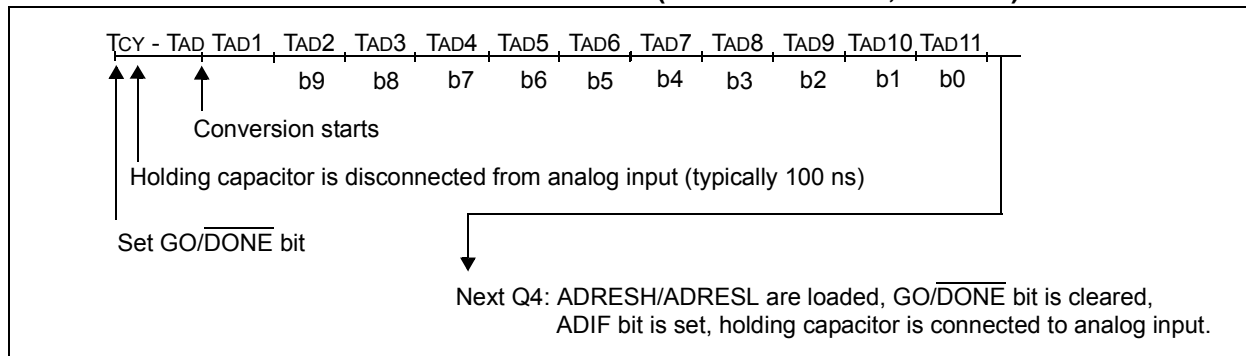 TCY - TAD TAD1 TAD2 TAD3 TAD4 TAD5 TAD6 TAD7 TAD8 TAD9 TAD10 TAD11
b9 b8 b7 b6 b5 b4 b3 b2 b1 b0
Conversion starts
Holding capacitor is disconnected from analog input (typically 100 ns)
Set GO/DONE bit
Next Q4: ADRESH/ADRESL are loaded, GO/DONE bit is cleared,
ADIF bit is set, holding capacitor is connected to analog input.